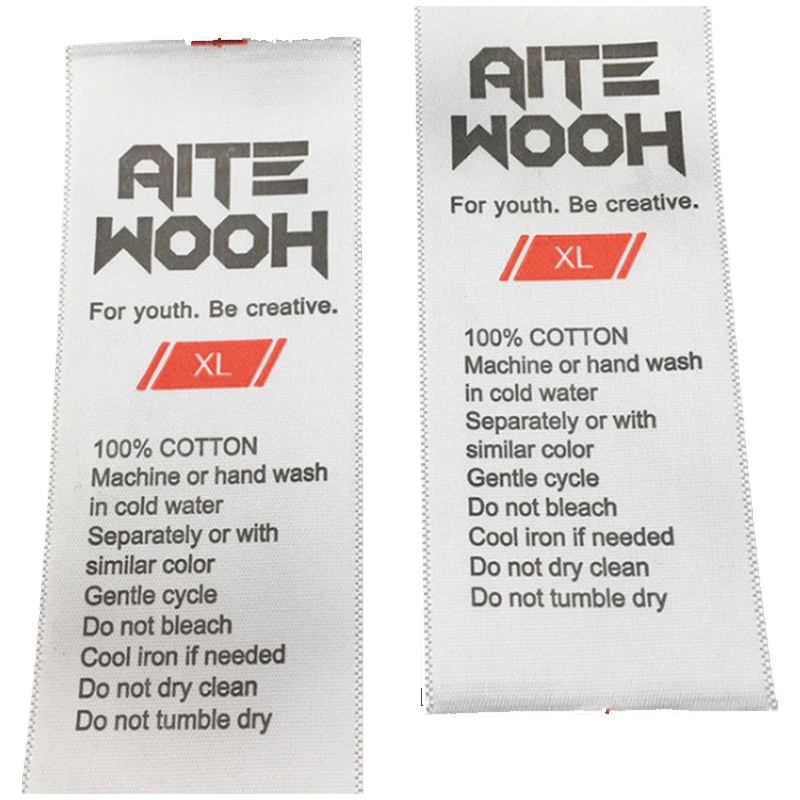 AITE
WOOH
For youth. Be creative.
XL
100% COTTON
Machine or hand wash
in cold water
Separately or with
similar color
Gentle cycle
Do not bleach
Cool iron if needed
Do not dry clean
Do not tumble dry
AITE
WOOH
For youth. Be creative.
XL
100% COTTON
Machine or hand wash
in cold water
Separately or with
similar color
Gentle cycle
Do not bleach
Cool iron if needed
Do not dry clean
Do not tumble dry